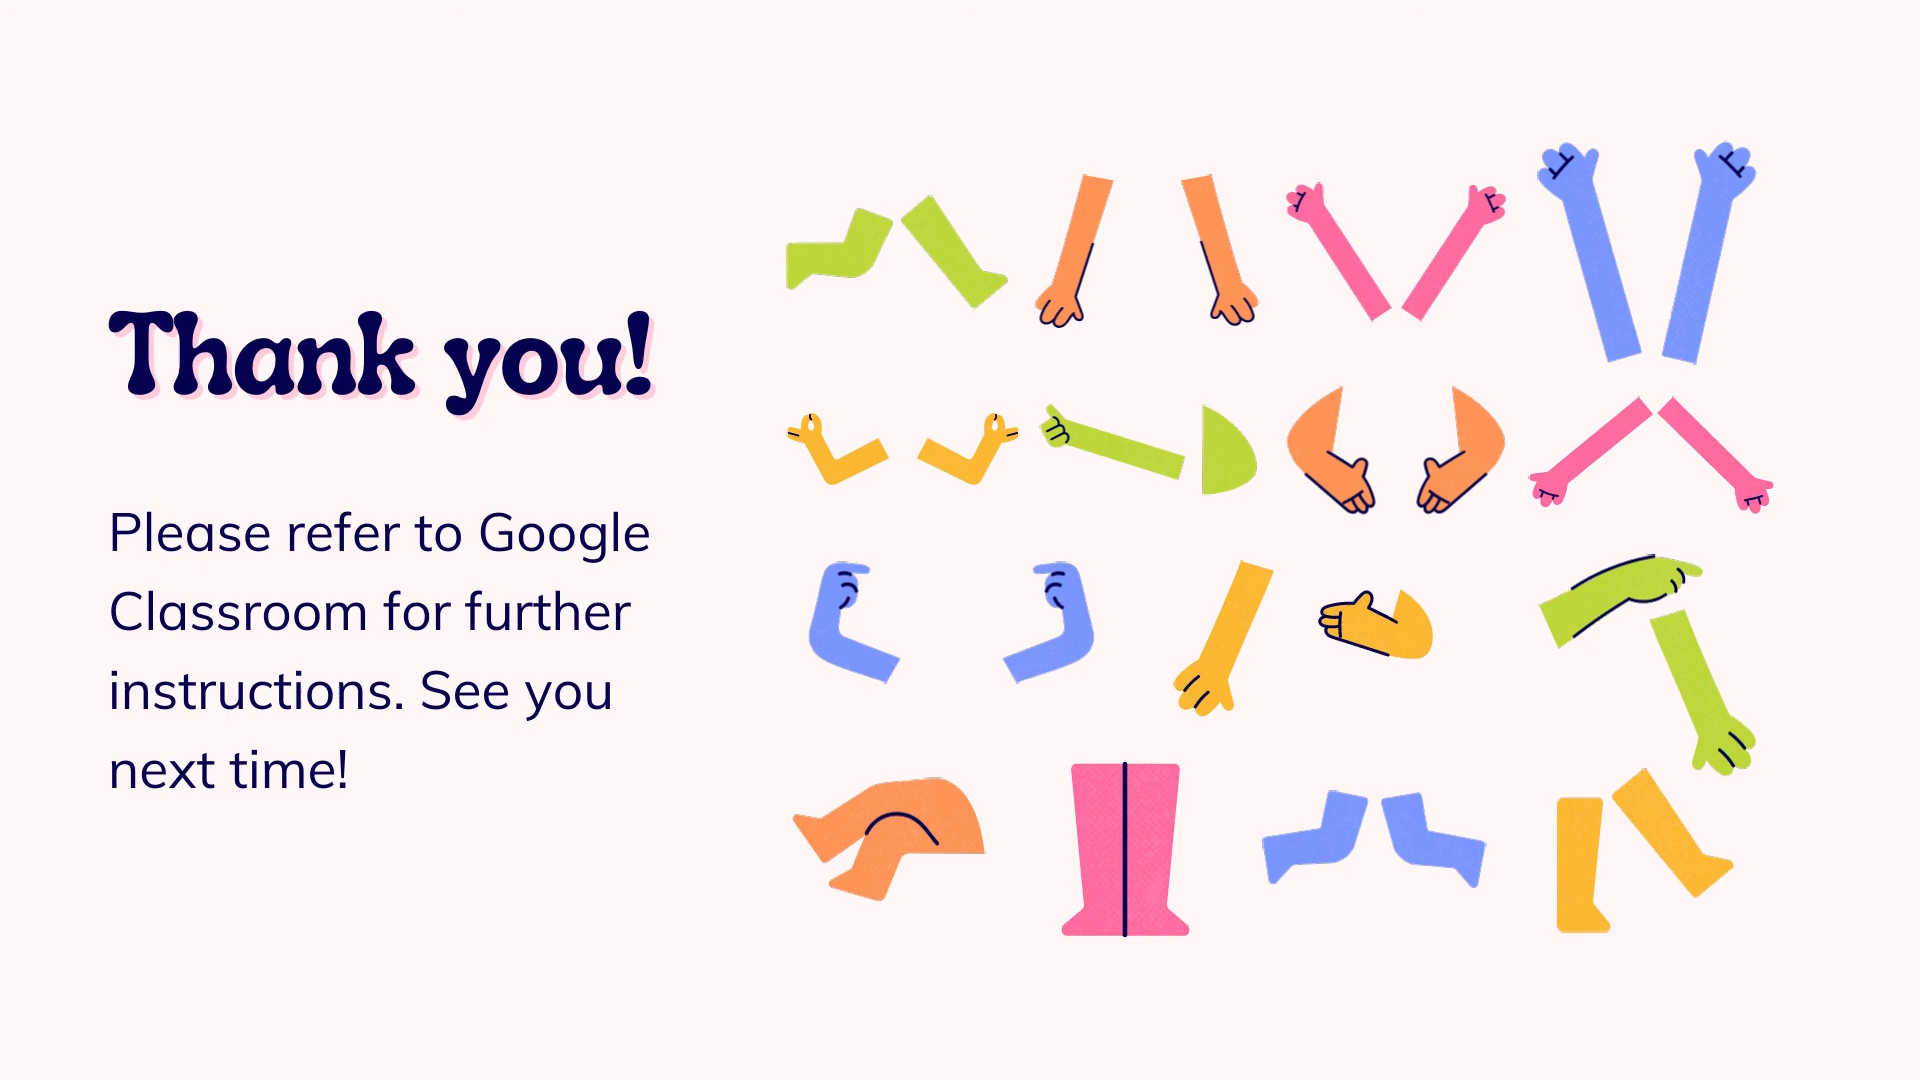 Thank you!
Please refer to Google
Classroom for further
instructions. See you
next time!